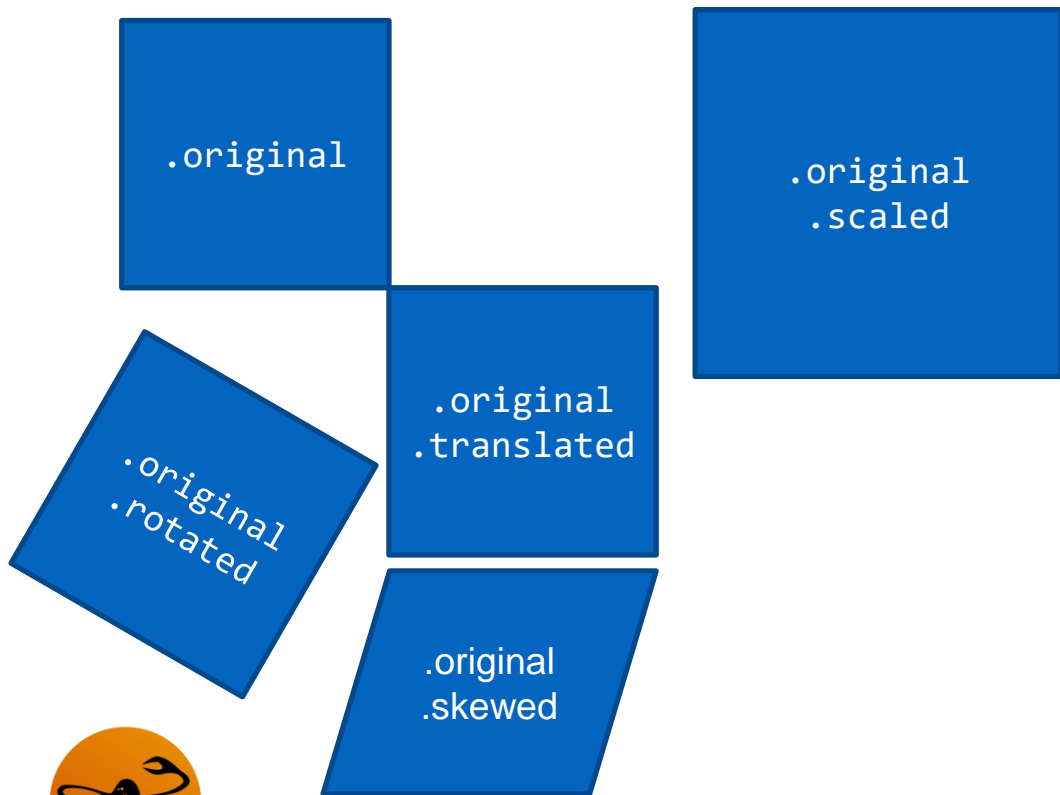 .original
.original
.scaled
.original
.translated
.original
.rotated
.original
.skewed